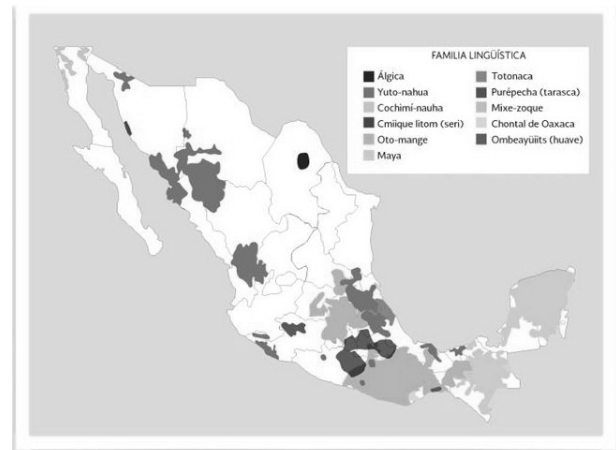 FAMILIA LINGÜÍSTICA
Álgica
Yuto-nahua
Cochimí-nauha
Cmiique litom (seri)
Oto-mange
Maya
Totonaca
Purépecha (tarasca)
Mixe-zoque
Chontal de Oaxaca
Ombeayüiits (huave)